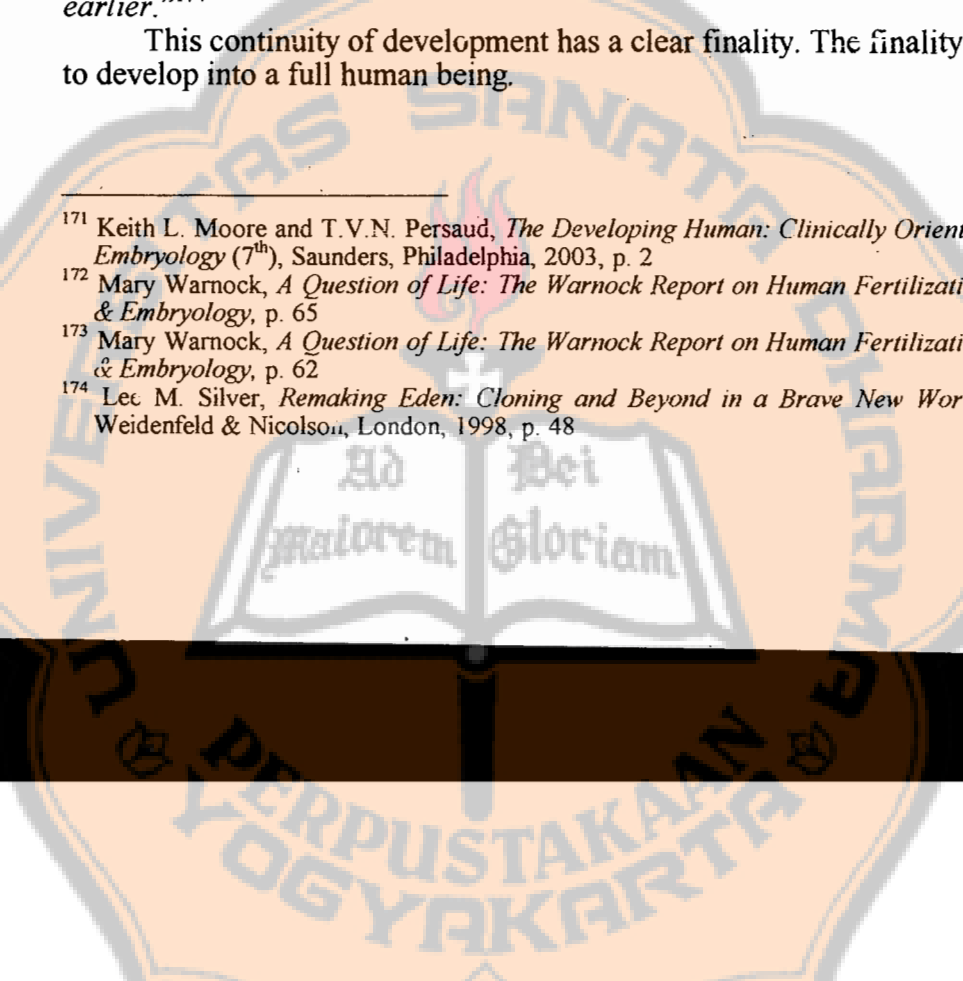 earlier."
This continuity of development has a clear finality. The finality
to develop into a full human being.
171 Keith L. Moore and T.V.N. Persaud, The Developing Human: Clinically Orient
Embryology (7th), Saunders, Philadelphia, 2003, p. 2
172 Mary Warnock, A Question of Life: The Warnock Report on Human Fertilizati
& Embryology, p. 65
173 Mary Warnock, A Question of Life: The Warnock Report on Human Fertilizati
& Embryology, p. 62
174 Lee M. Silver, Remaking Eden: Cloning and Beyond in a Brave New Wor
Weidenfeld & Nicolson, London, 1998, p. 48
UNIVERSITAS SANATA DHARMA
Ad Dei
maiorem Gloriam
PERPUSTAKAAN
YOGYAKARTA